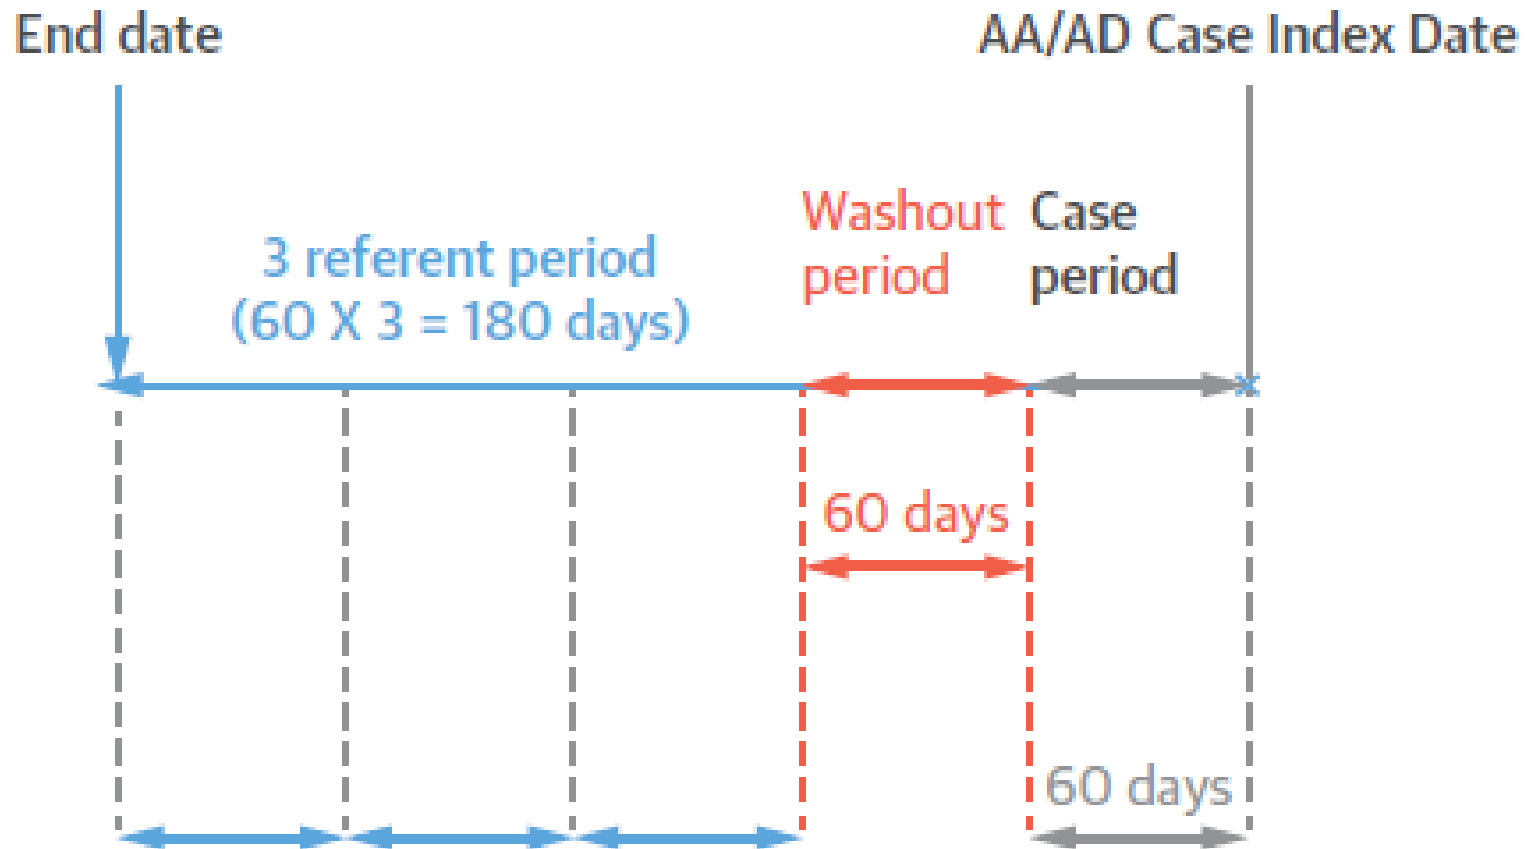 End date
AA/AD Case Index Date
Washout
period
Case
period
3 referent period
(60 X 3 = 180 days)
60 days
60 days